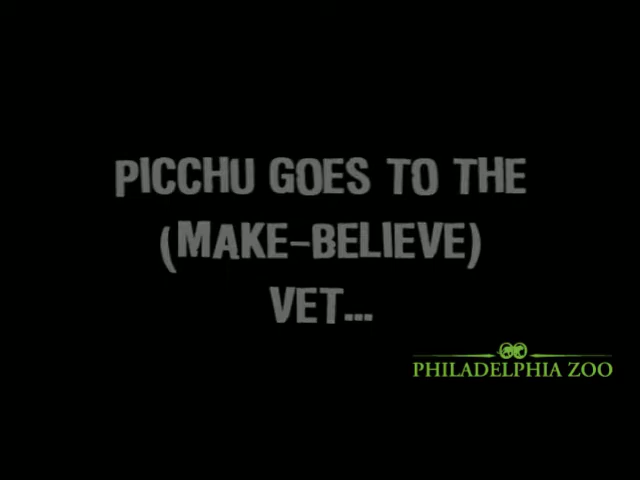 PICCHU GOES TO THE
(MAKE-BELIEVE)
VET...
PHILADELPHIA ZOO